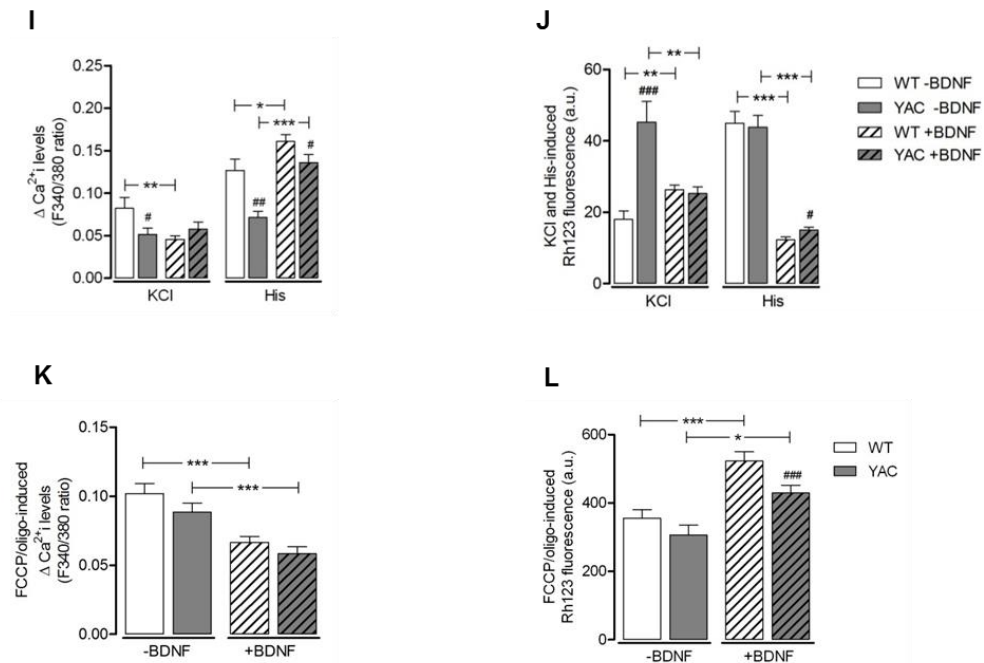 I
Δ Ca²⁺i levels
(F340/380 ratio)
0.25
0.20
0.15
0.10
0.05
0.00
**
#
*
***
##
#
KCl
His
J
KCl and His-induced
Rh123 fluorescence (a.u.)
60
40
20
0
**
**
###
***
***
#
KCl
His
WT -BDNF
YAC -BDNF
WT +BDNF
YAC +BDNF
K
FCCP/oligo-induced
Δ Ca²⁺i levels
(F340/380 ratio)
0.15
0.10
0.05
0.00
***
***
-BDNF
+BDNF
L
FCCP/oligo-induced
Rh123 fluorescence (a.u.)
600
400
200
0
***
*
###
-BDNF
+BDNF
WT
YAC